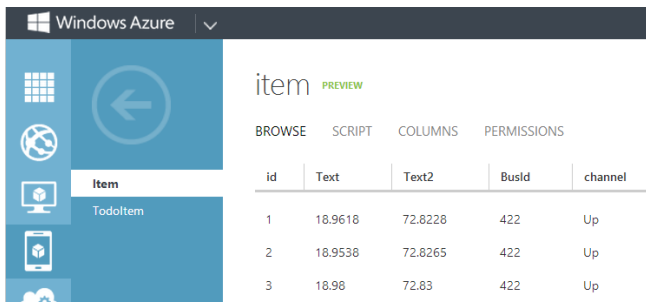 Windows Azure
item PREVIEW
BROWSE SCRIPT COLUMNS PERMISSIONS
Item
TodoItem
id Text Text2 BusId channel
1 18.9618 72.8228 422 Up
2 18.9538 72.8265 422 Up
3 18.98 72.83 422 Up